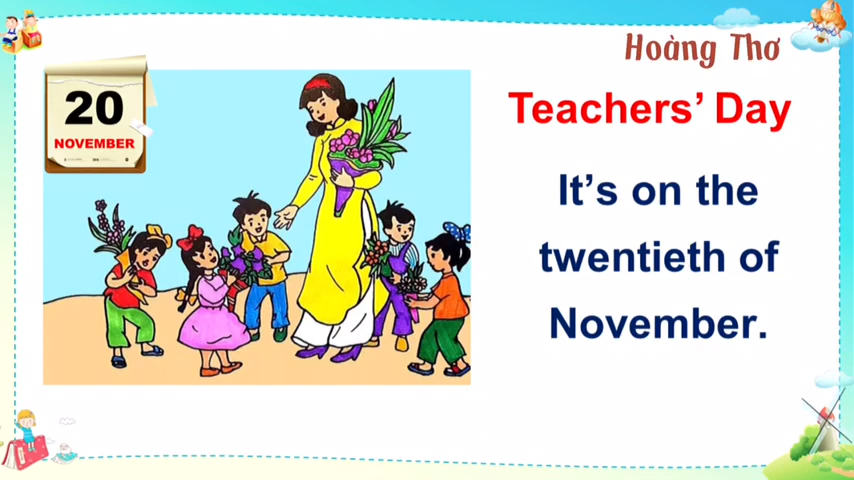 Hoàng Thơ
20
NOVEMBER
Teachers' Day
It's on the
twentieth of
November.